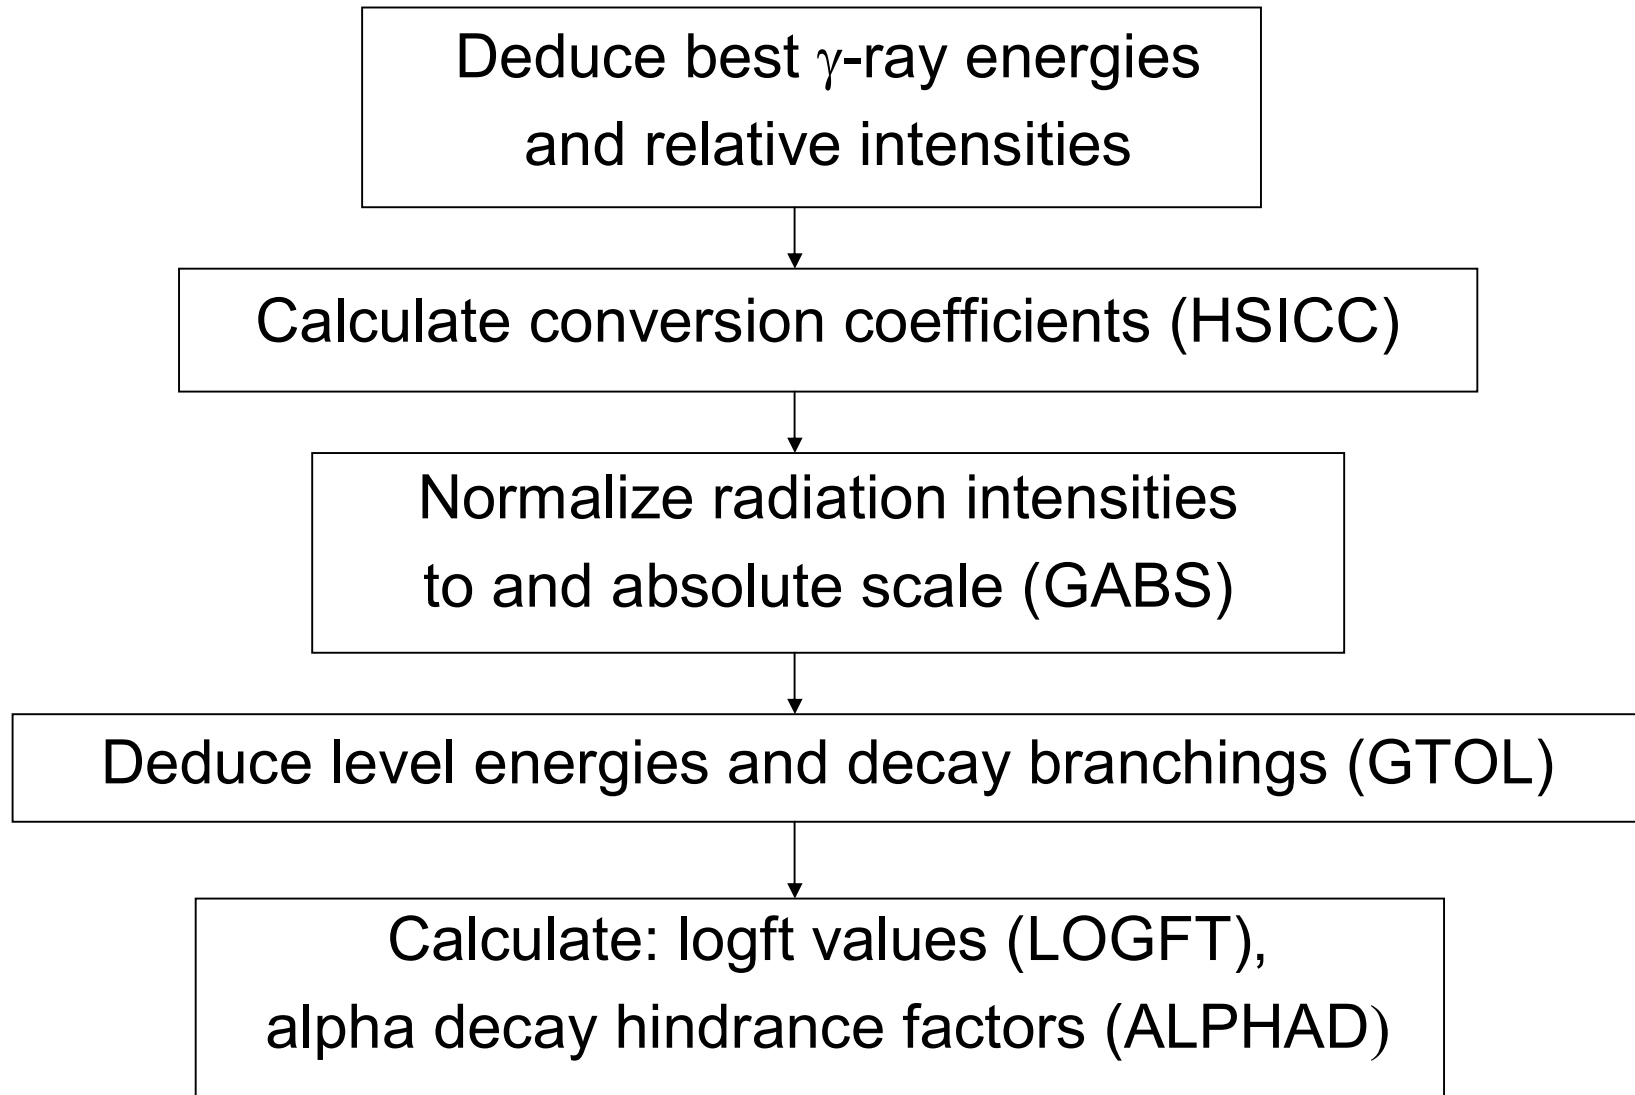 Deduce best γ-ray energies
and relative intensities
Calculate conversion coefficients (HSICC)
Normalize radiation intensities
to and absolute scale (GABS)
Deduce level energies and decay branchings (GTOL)
Calculate: logft values (LOGFT),
alpha decay hindrance factors (ALPHAD)